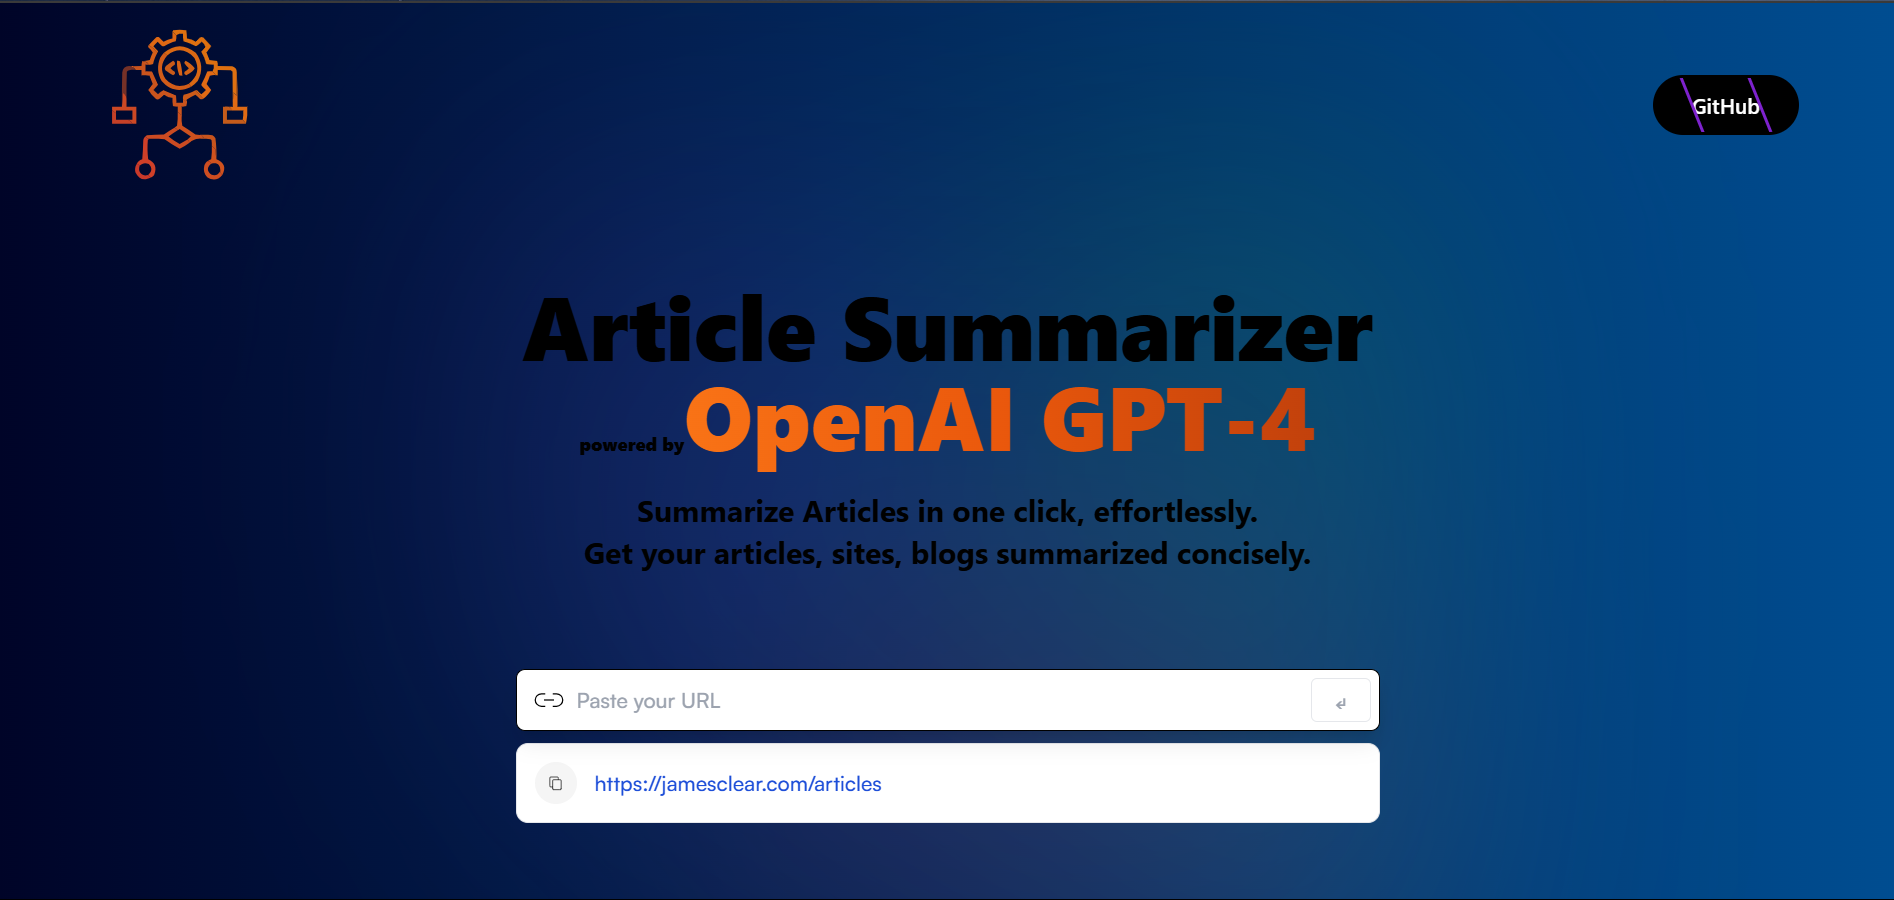 </>
GitHub
Article Summarizer
powered by OpenAI GPT-4
Summarize Articles in one click, effortlessly.
Get your articles, sites, blogs summarized concisely.
Paste your URL
↲
https://jamesclear.com/articles